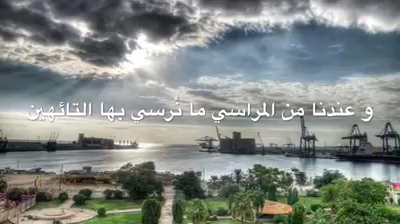 و عندنا من المراسي ما نُرسي بها التائهين